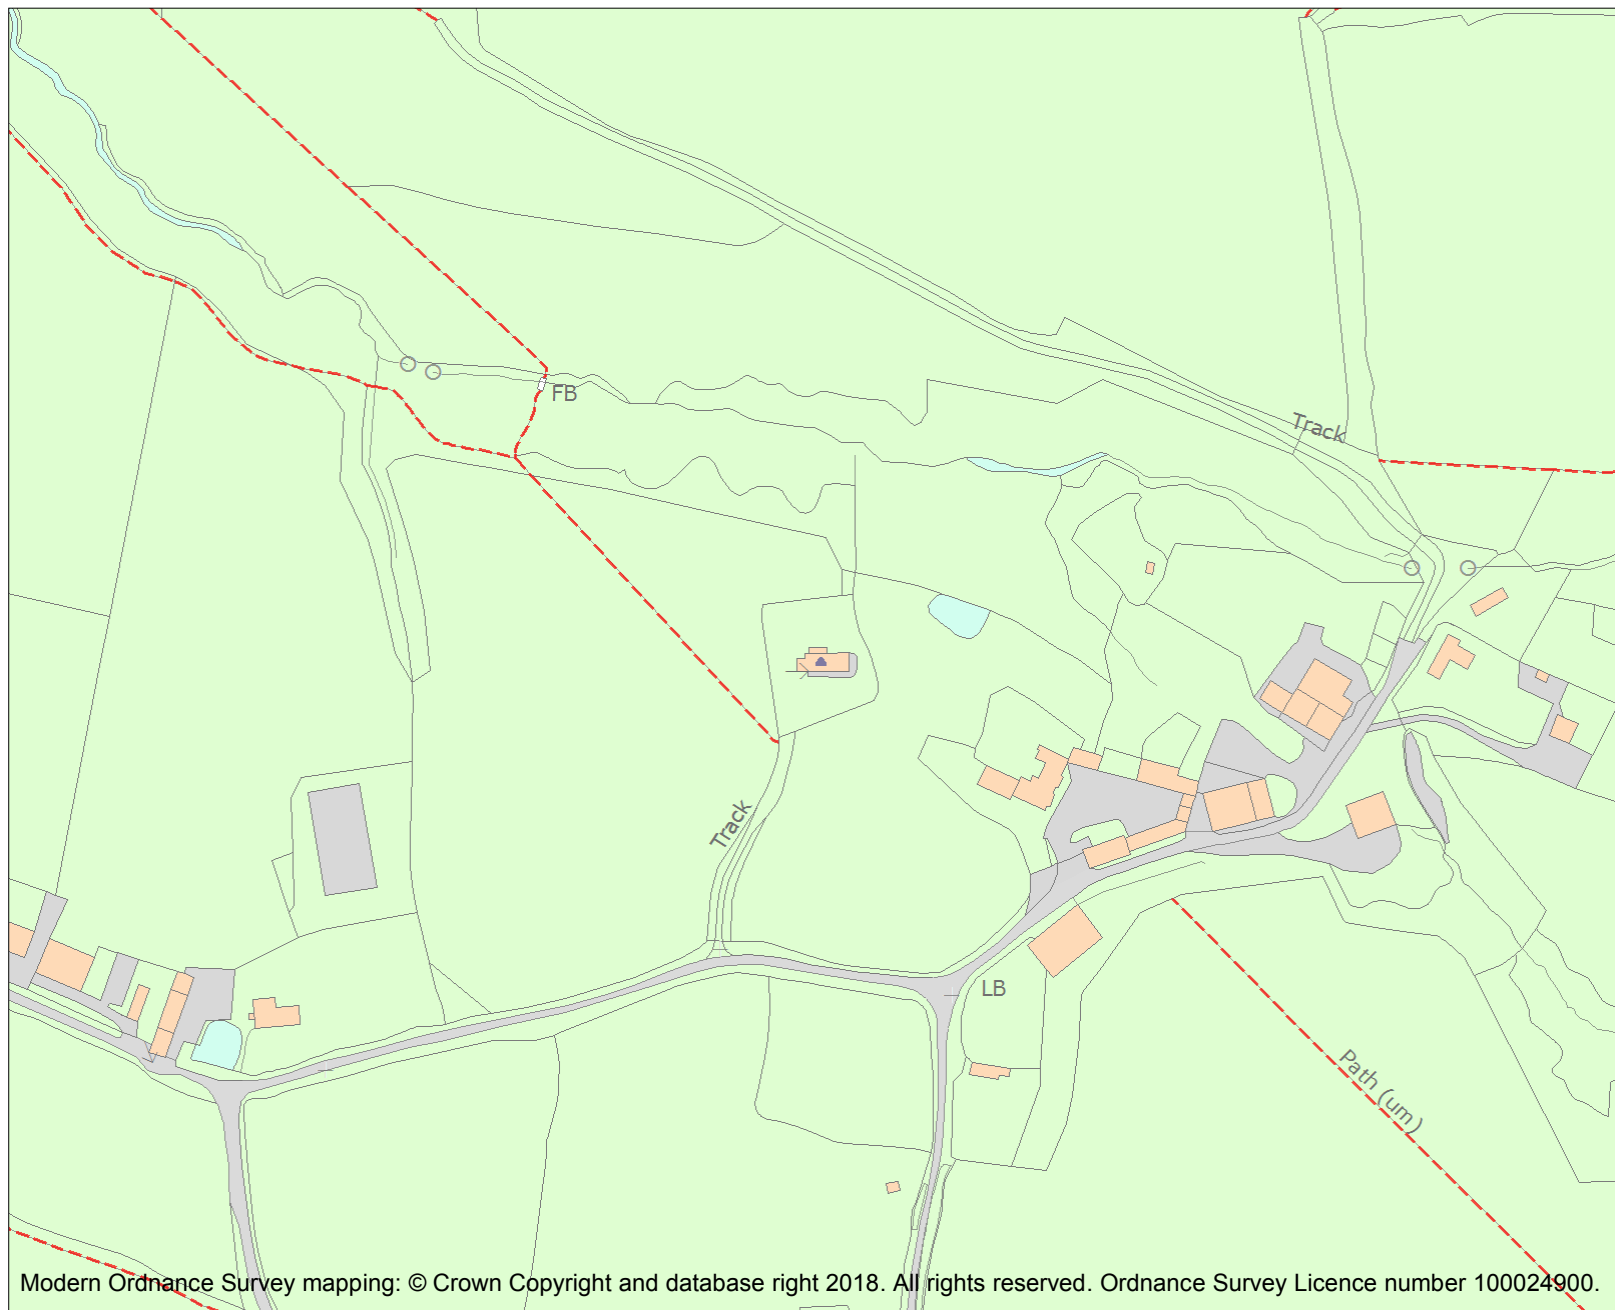 FB
Track
Track
LB
Path (um)
Modern Ordnance Survey mapping: © Crown Copyright and database right 2018. All rights reserved. Ordnance Survey Licence number 100024900.